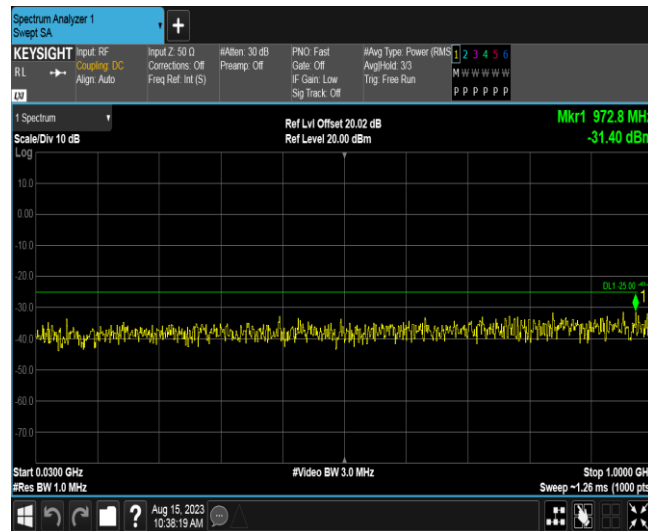 Spectrum Analyzer 1
Swept SA
KEYSIGHT
RL
LXI
Input: RF
Coupling: DC
Align: Auto
Input Z: 50 Ω
Corrections: Off
Freq Ref: Int (S)
#Atten: 30 dB
Preamp: Off
PNO: Fast
Gate: Off
IF Gain: Low
Sig Track: Off
#Avg Type: Power (RMS
Avg|Hold: 3/3
Trig: Free Run
1 2 3 4 5 6
M W W W W W
P P P P P P
1 Spectrum
Scale/Div 10 dB
Log
Ref Lvl Offset 20.02 dB
Ref Level 20.00 dBm
Mkr1 972.8 MHz
-31.40 dBm
10.0
0.00
-10.0
-20.0
-30.0
-40.0
-50.0
-60.0
-70.0
DL1 -25.00
1
Start 0.0300 GHz
#Res BW 1.0 MHz
#Video BW 3.0 MHz
Stop 1.0000 GH
Sweep ~1.26 ms (1000 pts
?
Aug 15, 2023
10:38:19 AM